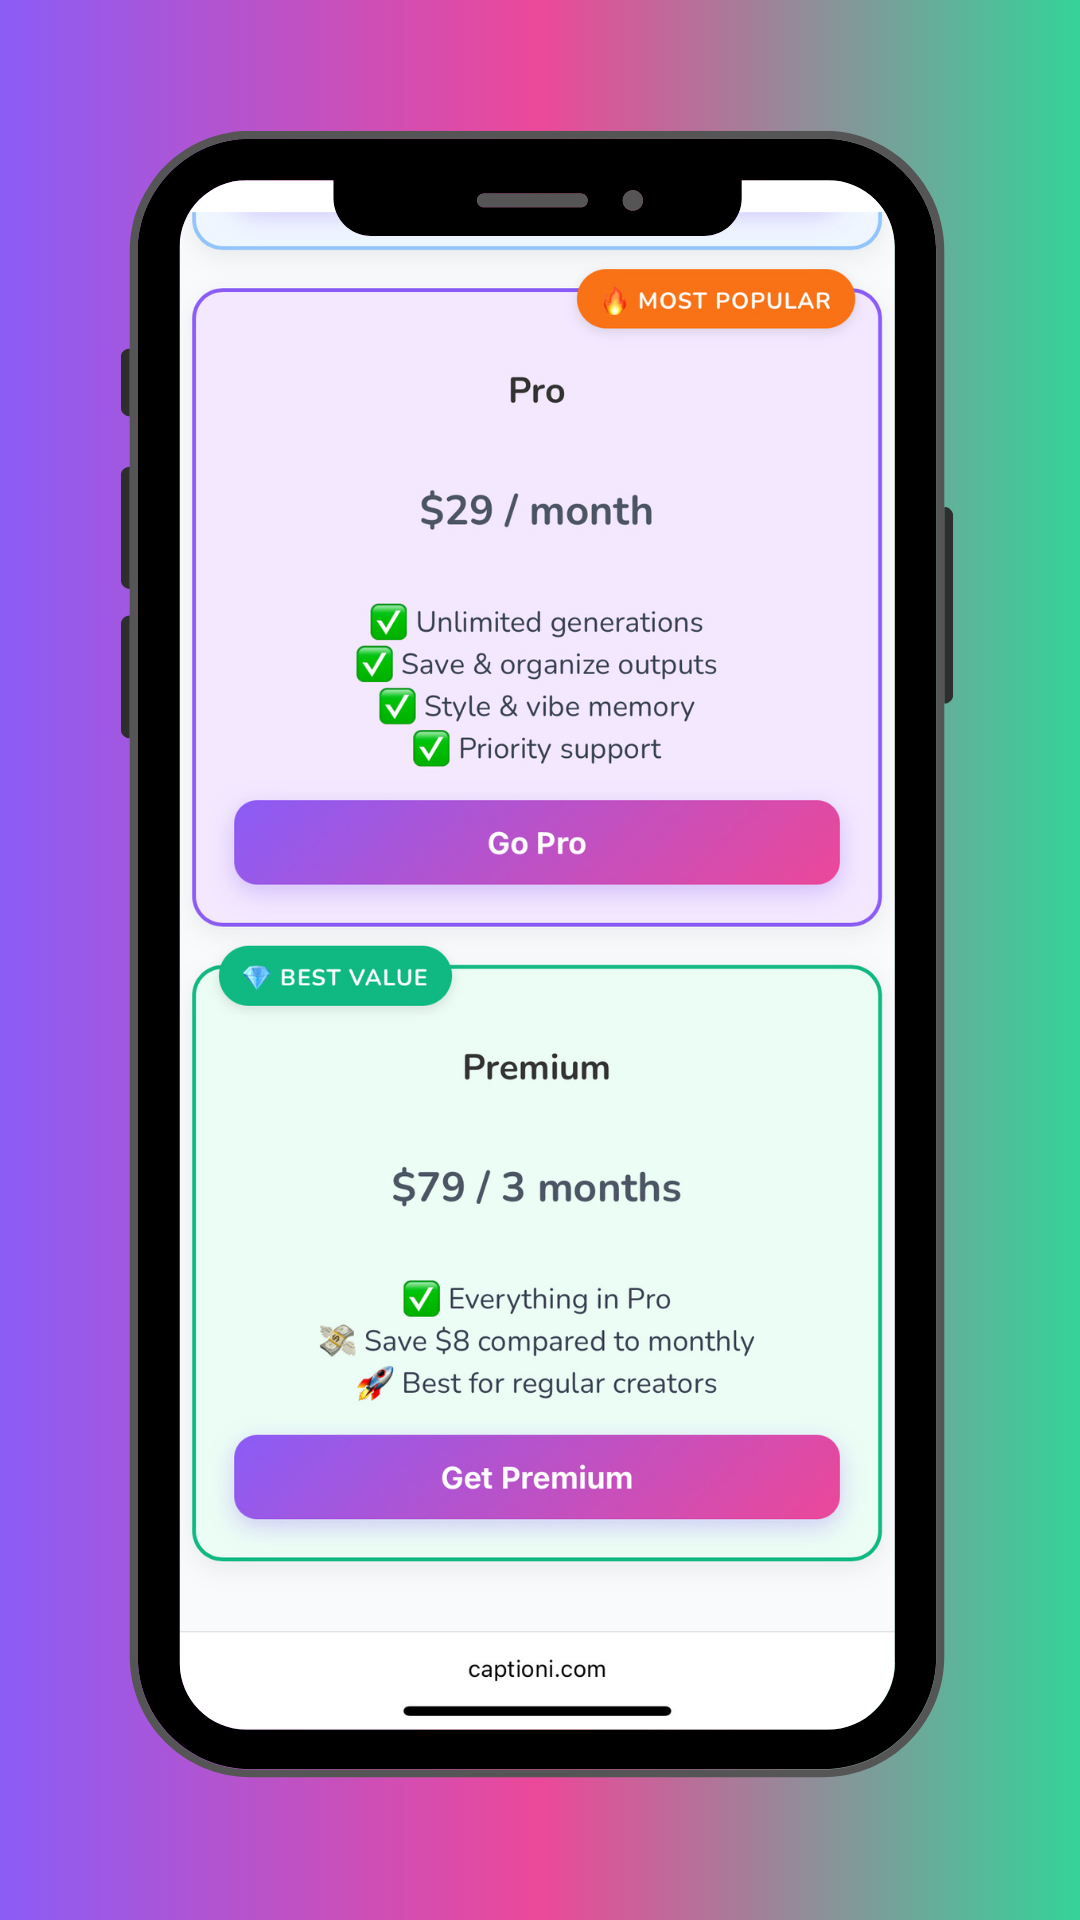 🔥 MOST POPULAR
Pro
$29 / month
✅ Unlimited generations
✅ Save & organize outputs
✅ Style & vibe memory
✅ Priority support
Go Pro
💎 BEST VALUE
Premium
$79 / 3 months
✅ Everything in Pro
💸 Save $8 compared to monthly
🚀 Best for regular creators
Get Premium
captioni.com